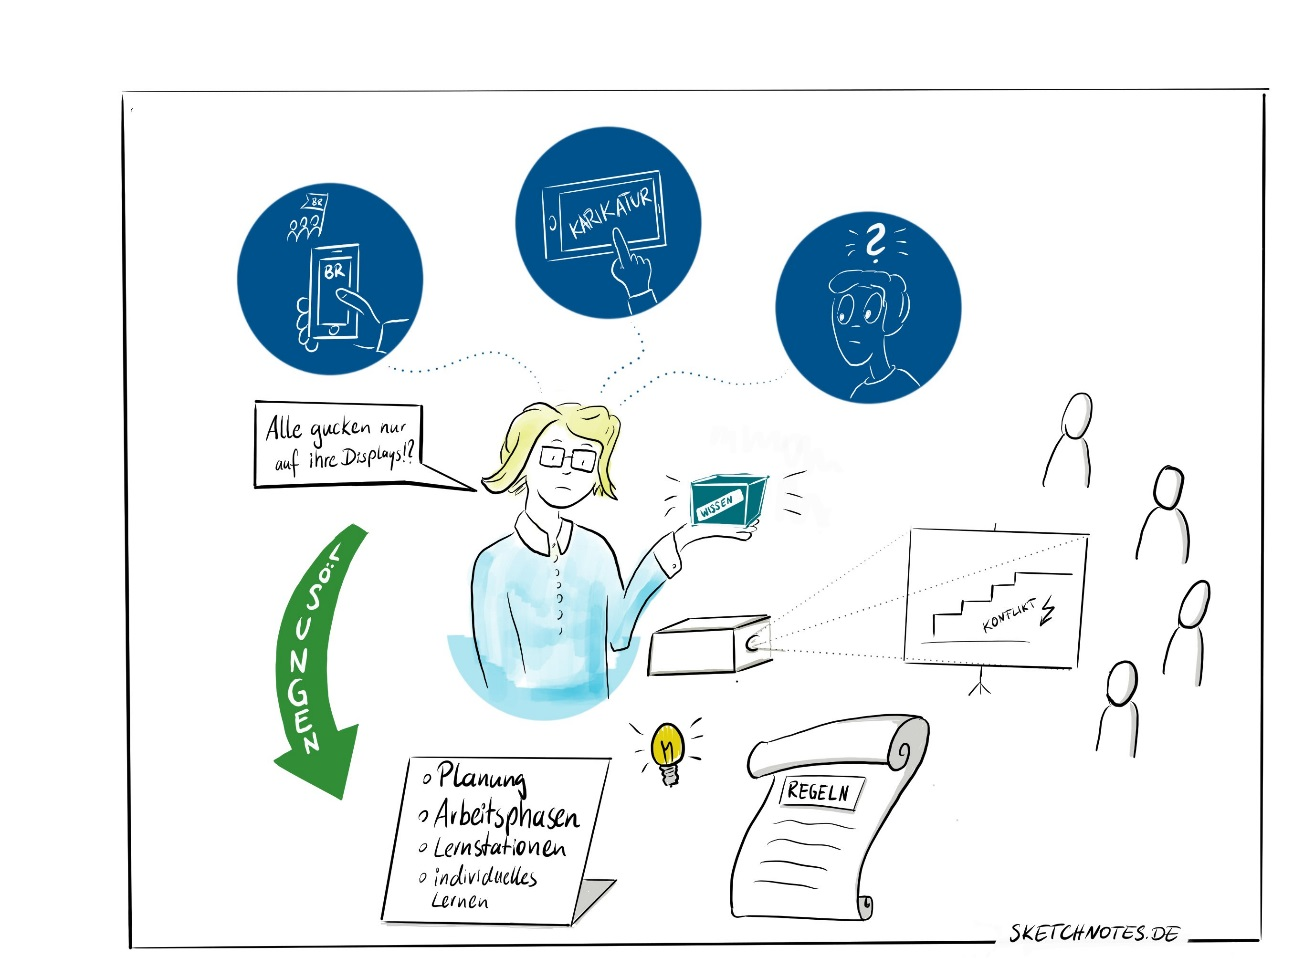 BR
BR
KARIKATUR
?
Alle gucken nur
auf ihre Displays!?
WISSEN
LÖSUNGEN
KONFLIKT
Planung
Arbeitsphasen
Lernstationen
individuelles
Lernen
REGELN
SKETCHNOTES.DE